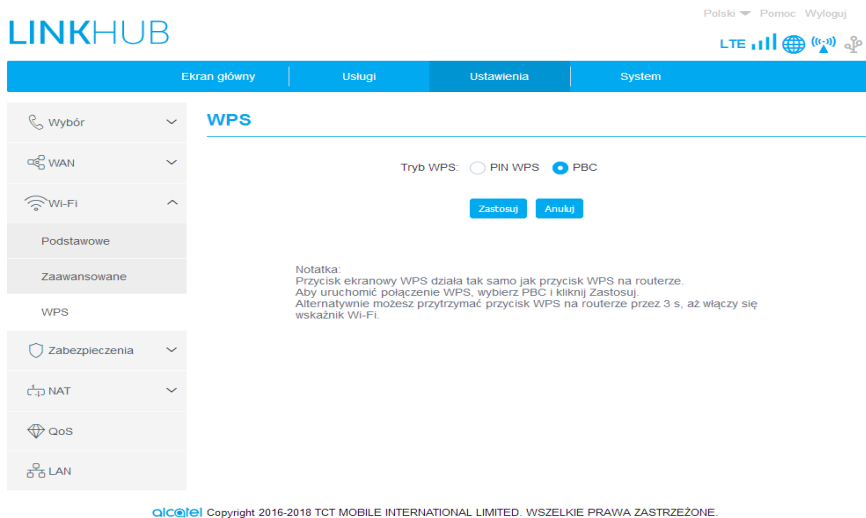 Polski Pomoc Wyloguj
LINKHUB
LTE
Ekran główny Usługi Ustawienia System
Wybór
WAN
Wi-Fi
Podstawowe
Zaawansowane
WPS
Zabezpieczenia
NAT
QoS
LAN
WPS
Tryb WPS: PIN WPS PBC
Zastosuj Anuluj
Notatka:
Przycisk ekranowy WPS działa tak samo jak przycisk WPS na routerze.
Aby uruchomić połączenie WPS, wybierz PBC i kliknij Zastosuj.
Alternatywnie możesz przytrzymać przycisk WPS na routerze przez 3 s, aż włączy się
wskaźnik Wi-Fi.
alcatel Copyright 2016-2018 TCT MOBILE INTERNATIONAL LIMITED. WSZELKIE PRAWA ZASTRZEŻONE.